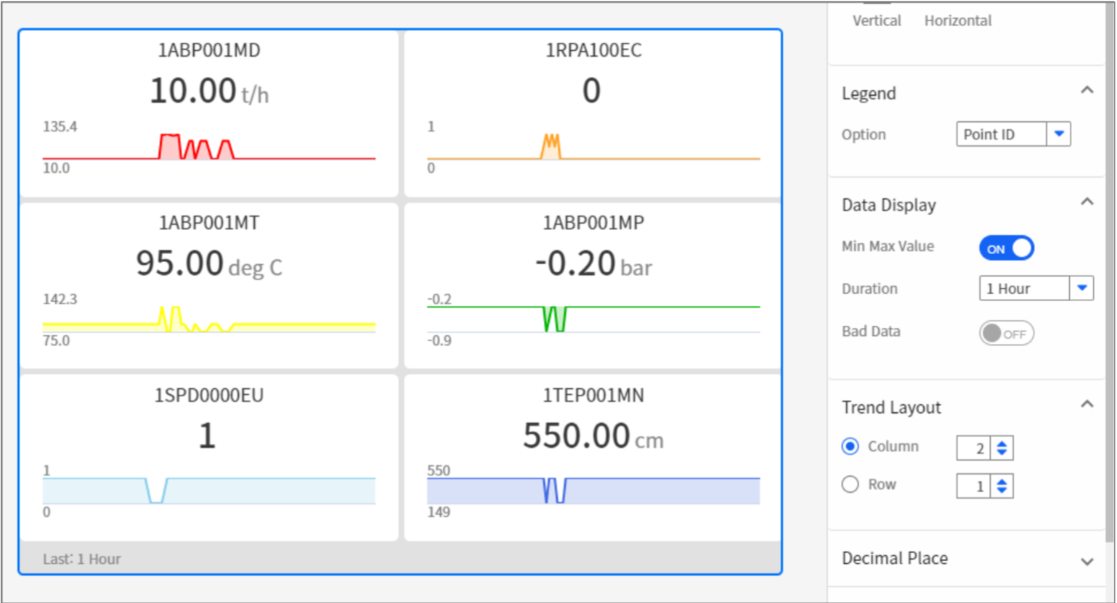 1ABP001MD
10.00 t/h
135.4
10.0
1RPA100EC
0
1
0
1ABP001MT
95.00 deg C
142.3
75.0
1ABP001MP
-0.20 bar
-0.2
-0.9
1SPD0000EU
1
1
0
1TEP001MN
550.00 cm
550
149
Last: 1 Hour
Vertical Horizontal
Legend
Option Point ID
Data Display
Min Max Value ON
Duration 1 Hour
Bad Data OFF
Trend Layout
Column 2
Row 1
Decimal Place